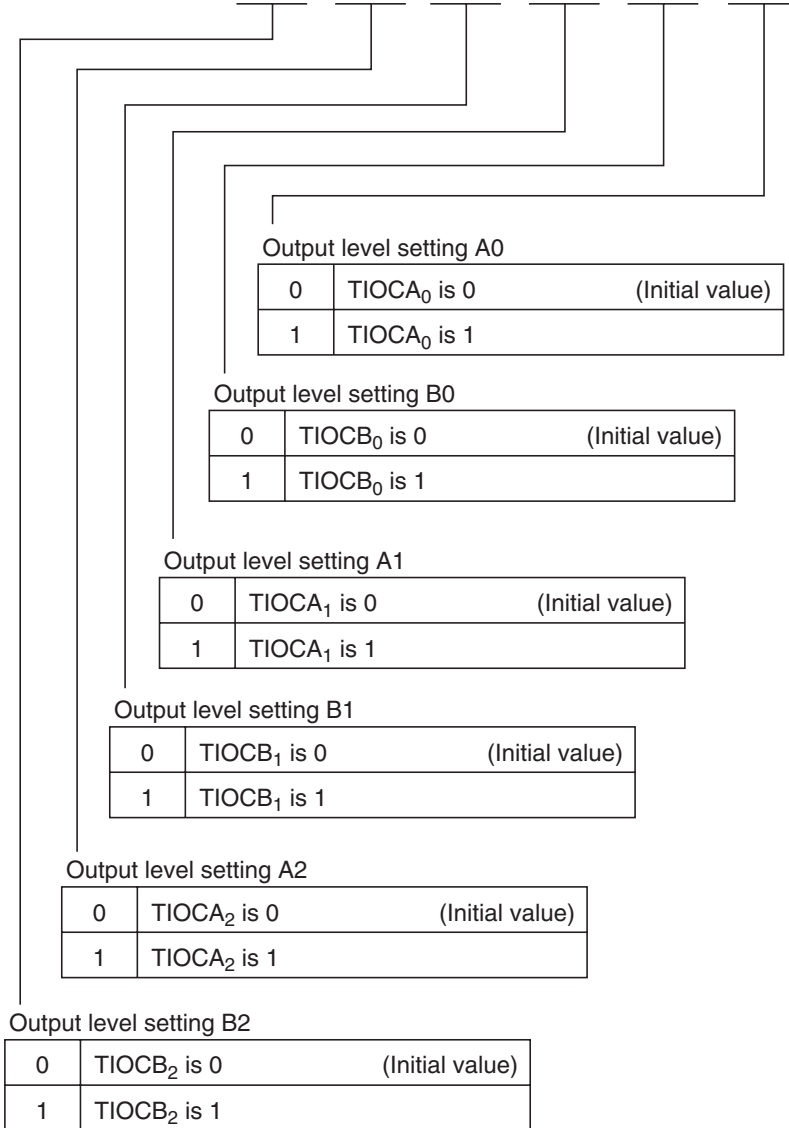 Output level setting A0
0 TIOCA₀ is 0 (Initial value)
1 TIOCA₀ is 1
Output level setting B0
0 TIOCB₀ is 0 (Initial value)
1 TIOCB₀ is 1
Output level setting A1
0 TIOCA₁ is 0 (Initial value)
1 TIOCA₁ is 1
Output level setting B1
0 TIOCB₁ is 0 (Initial value)
1 TIOCB₁ is 1
Output level setting A2
0 TIOCA₂ is 0 (Initial value)
1 TIOCA₂ is 1
Output level setting B2
0 TIOCB₂ is 0 (Initial value)
1 TIOCB₂ is 1